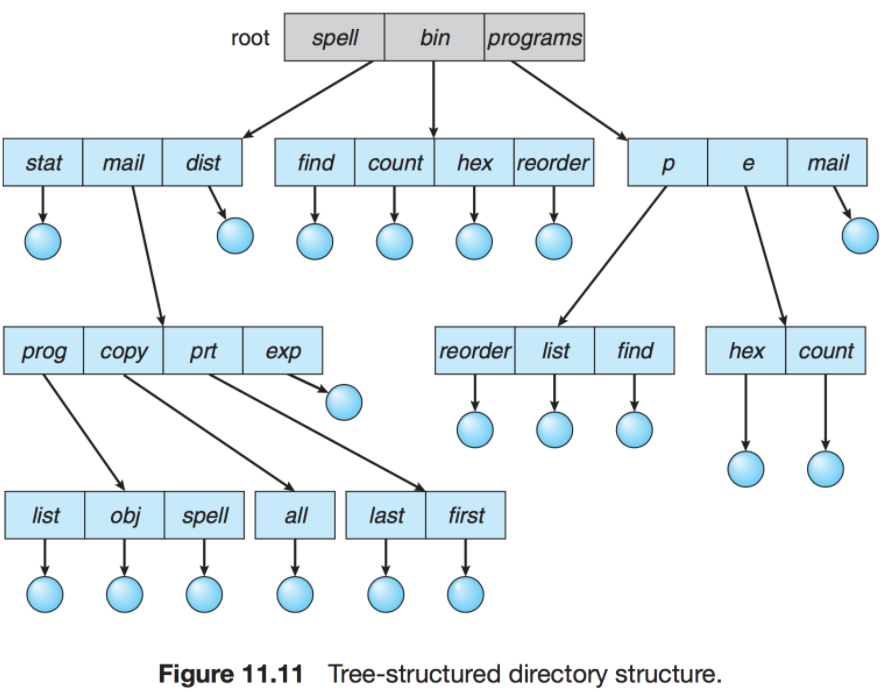 root spell bin programs
stat mail dist find count hex reorder p e mail
prog copy prt exp reorder list find hex count
list obj spell all last first
Figure 11.11 Tree-structured directory structure.